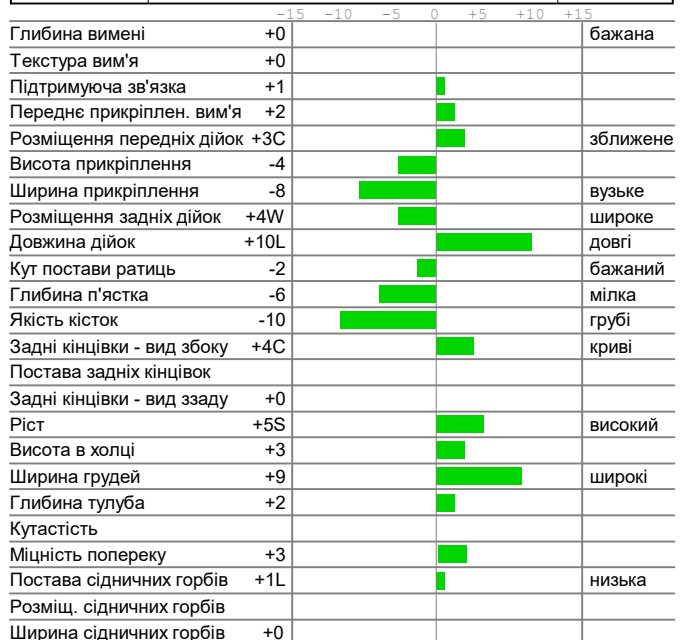 -15 -10 -5 0 +5 +10 +15
Глибина вимені +0 бажана
Текстура вим'я +0
Підтримуюча зв'язка +1
Переднє прикріплен. вим'я +2
Розміщення передніх дійок +3C зближене
Висота прикріплення -4
Ширина прикріплення -8 вузьке
Розміщення задніх дійок +4W широке
Довжина дійок +10L довгі
Кут постави ратиць -2 бажаний
Глибина п'ястка -6 мілка
Якість кісток -10 грубі
Задні кінцівки - вид збоку +4C криві
Постава задніх кінцівок
Задні кінцівки - вид ззаду +0
Ріст +5S високий
Висота в холці +3
Ширина грудей +9 широкі
Глибина тулуба +2
Кутастість
Міцність попереку +3
Постава сідничних горбів +1L низька
Розміщ. сідничних горбів
Ширина сідничних горбів +0